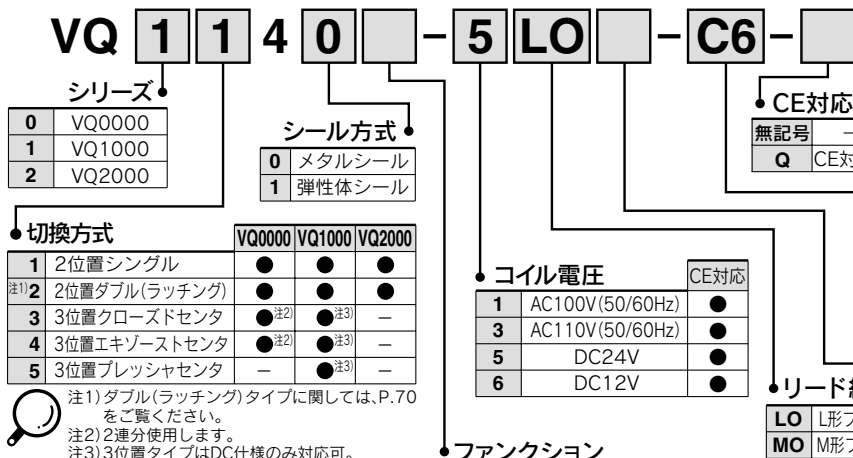 VQ 1 1 4 0 - 5 LO - C6 -
シリーズ
0 VQ0000
1 VQ1000
2 VQ2000
シール方式
0 メタルシール
1 弾性体シール
CE対応
無記号 −
Q
切換方式 VQ0000 VQ1000 VQ2000
1 2位置シングル ● ● ●
注1)2 2位置ダブル(ラッチング) ● ● ●
3 3位置クローズドセンタ ●注2) ●注3) −
4 3位置エキゾーストセンタ ●注2) ●注3) −
5 3位置プレッシャセンタ − ●注3) −
注1)ダブル(ラッチング)タイプに関しては、P.70
をご覧ください。
注2)2連分使用します。
注3)3位置タイプはDC仕様のみ対応可。
コイル電圧 CE対応
1 AC100V(50/60Hz) ●
3 AC110V(50/60Hz) ●
5 DC24V ●
6 DC12V ●
リード
LO L形
MO M形
ファンクション